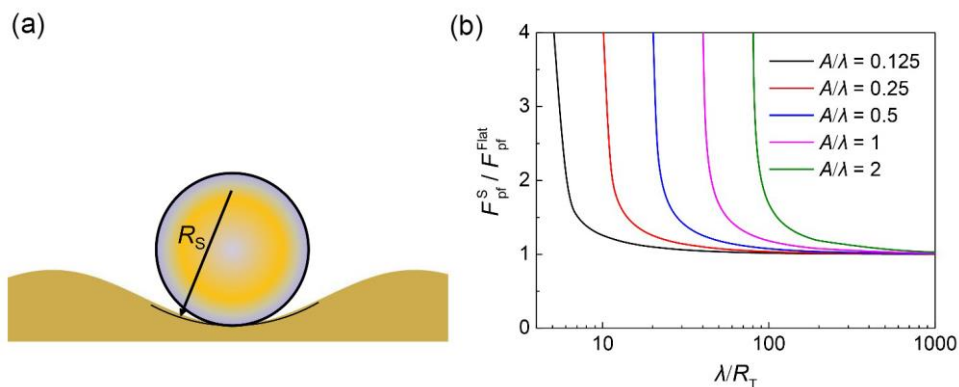 (a)
R_S
(b)
F_pf^S / F_pf^Flat
4
3
2
1
0
10
100
1000
λ/R_T
A/λ = 0.125
A/λ = 0.25
A/λ = 0.5
A/λ = 1
A/λ = 2